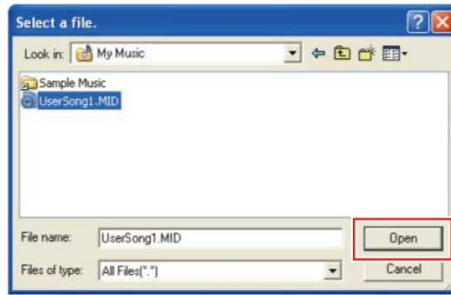 Select a file.
Look in: My Music
Sample Music
UserSong1.MID
File name: UserSong1.MID Open
Files of type: All Files(*.*) Cancel